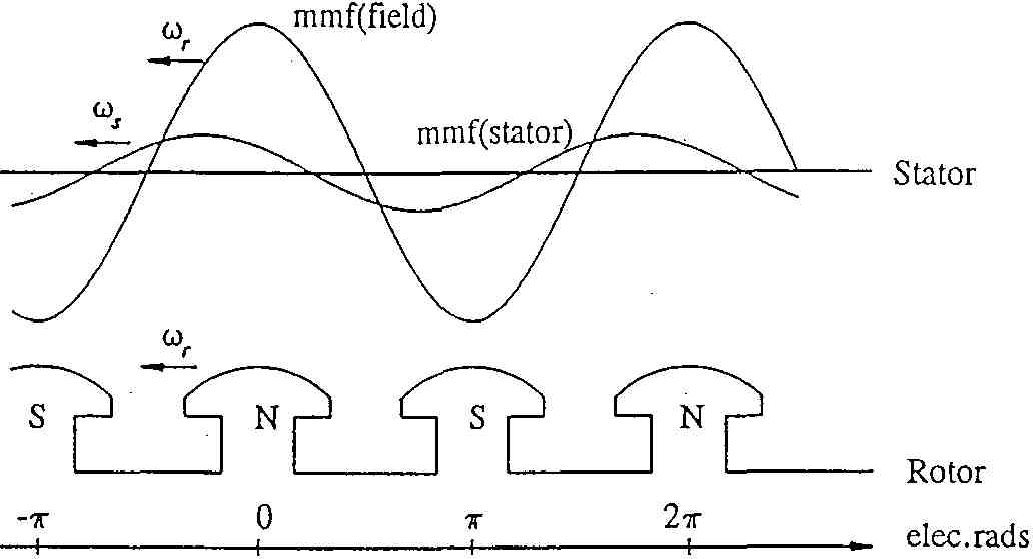 mmf(field)
ωr
ωs
mmf(stator)
Stator
ωr
S N S N
Rotor
-π 0 π 2π
elec.rads